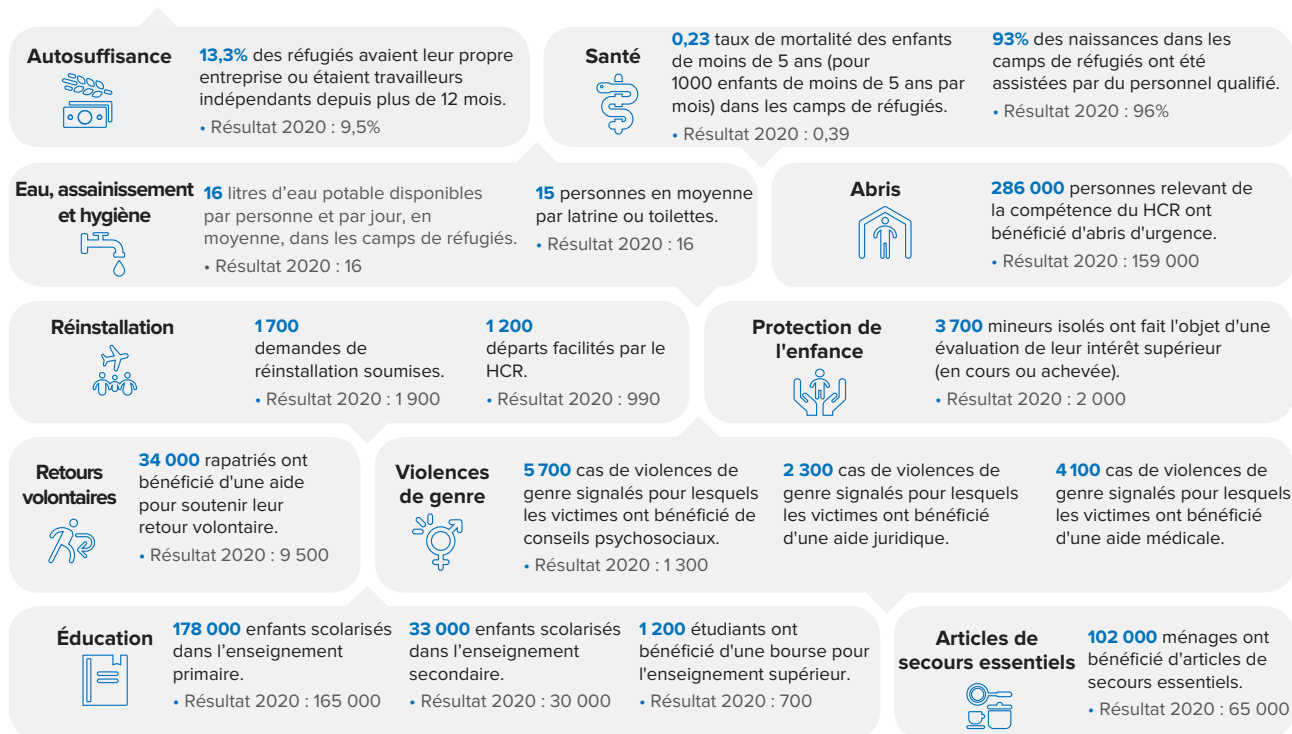 Autosuffisance
13,3% des réfugiés avaient leur propre
entreprise ou étaient travailleurs
indépendants depuis plus de 12 mois.
• Résultat 2020 : 9,5%
Santé
0,23 taux de mortalité des enfants
de moins de 5 ans (pour
1000 enfants de moins de 5 ans par
mois) dans les camps de réfugiés.
• Résultat 2020 : 0,39
93% des naissances dans les
camps de réfugiés ont été
assistées par du personnel qualifié.
• Résultat 2020 : 96%
Eau, assainissement
et hygiène
16 litres d’eau potable disponibles
par personne et par jour, en
moyenne, dans les camps de réfugiés.
• Résultat 2020 : 16
15 personnes en moyenne
par latrine ou toilettes.
• Résultat 2020 : 16
Abris
286 000 personnes relevant de
la compétence du HCR ont
bénéficié d'abris d'urgence.
• Résultat 2020 : 159 000
Réinstallation
1 700
demandes de
réinstallation soumises.
• Résultat 2020 : 1 900
1 200
départs facilités par le
HCR.
• Résultat 2020 : 990
Protection de
l'enfance
3 700 mineurs isolés ont fait l'objet d'une
évaluation de leur intérêt supérieur
(en cours ou achevée).
• Résultat 2020 : 2 000
Retours
volontaires
34 000 rapatriés ont
bénéficié d'une aide
pour soutenir leur
retour volontaire.
• Résultat 2020 : 9 500
Violences
de genre
5 700 cas de violences de
genre signalés pour lesquels
les victimes ont bénéficié de
conseils psychosociaux.
• Résultat 2020 : 1 300
2 300 cas de violences de
genre signalés pour lesquels
les victimes ont bénéficié
d'une aide juridique.
4 100 cas de violences de
genre signalés pour lesquels
les victimes ont bénéficié
d'une aide médicale.
Éducation
178 000 enfants scolarisés
dans l’enseignement
primaire.
• Résultat 2020 : 165 000
33 000 enfants scolarisés
dans l’enseignement
secondaire.
• Résultat 2020 : 30 000
1 200 étudiants ont
bénéficié d'une bourse pour
l'enseignement supérieur.
• Résultat 2020 : 700
Articles de
secours essentiels
102 000 ménages ont
bénéficié d'articles de
secours essentiels.
• Résultat 2020 : 65 000